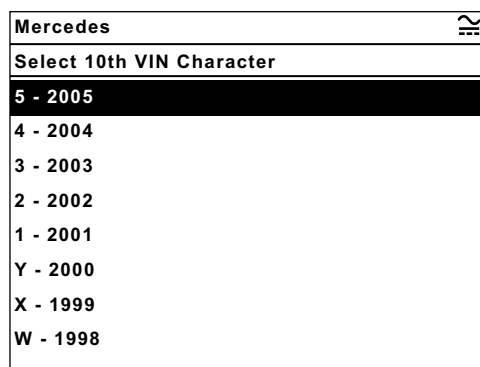 Mercedes
Select 10th VIN Character
5 - 2005
4 - 2004
3 - 2003
2 - 2002
1 - 2001
Y - 2000
X - 1999
W - 1998